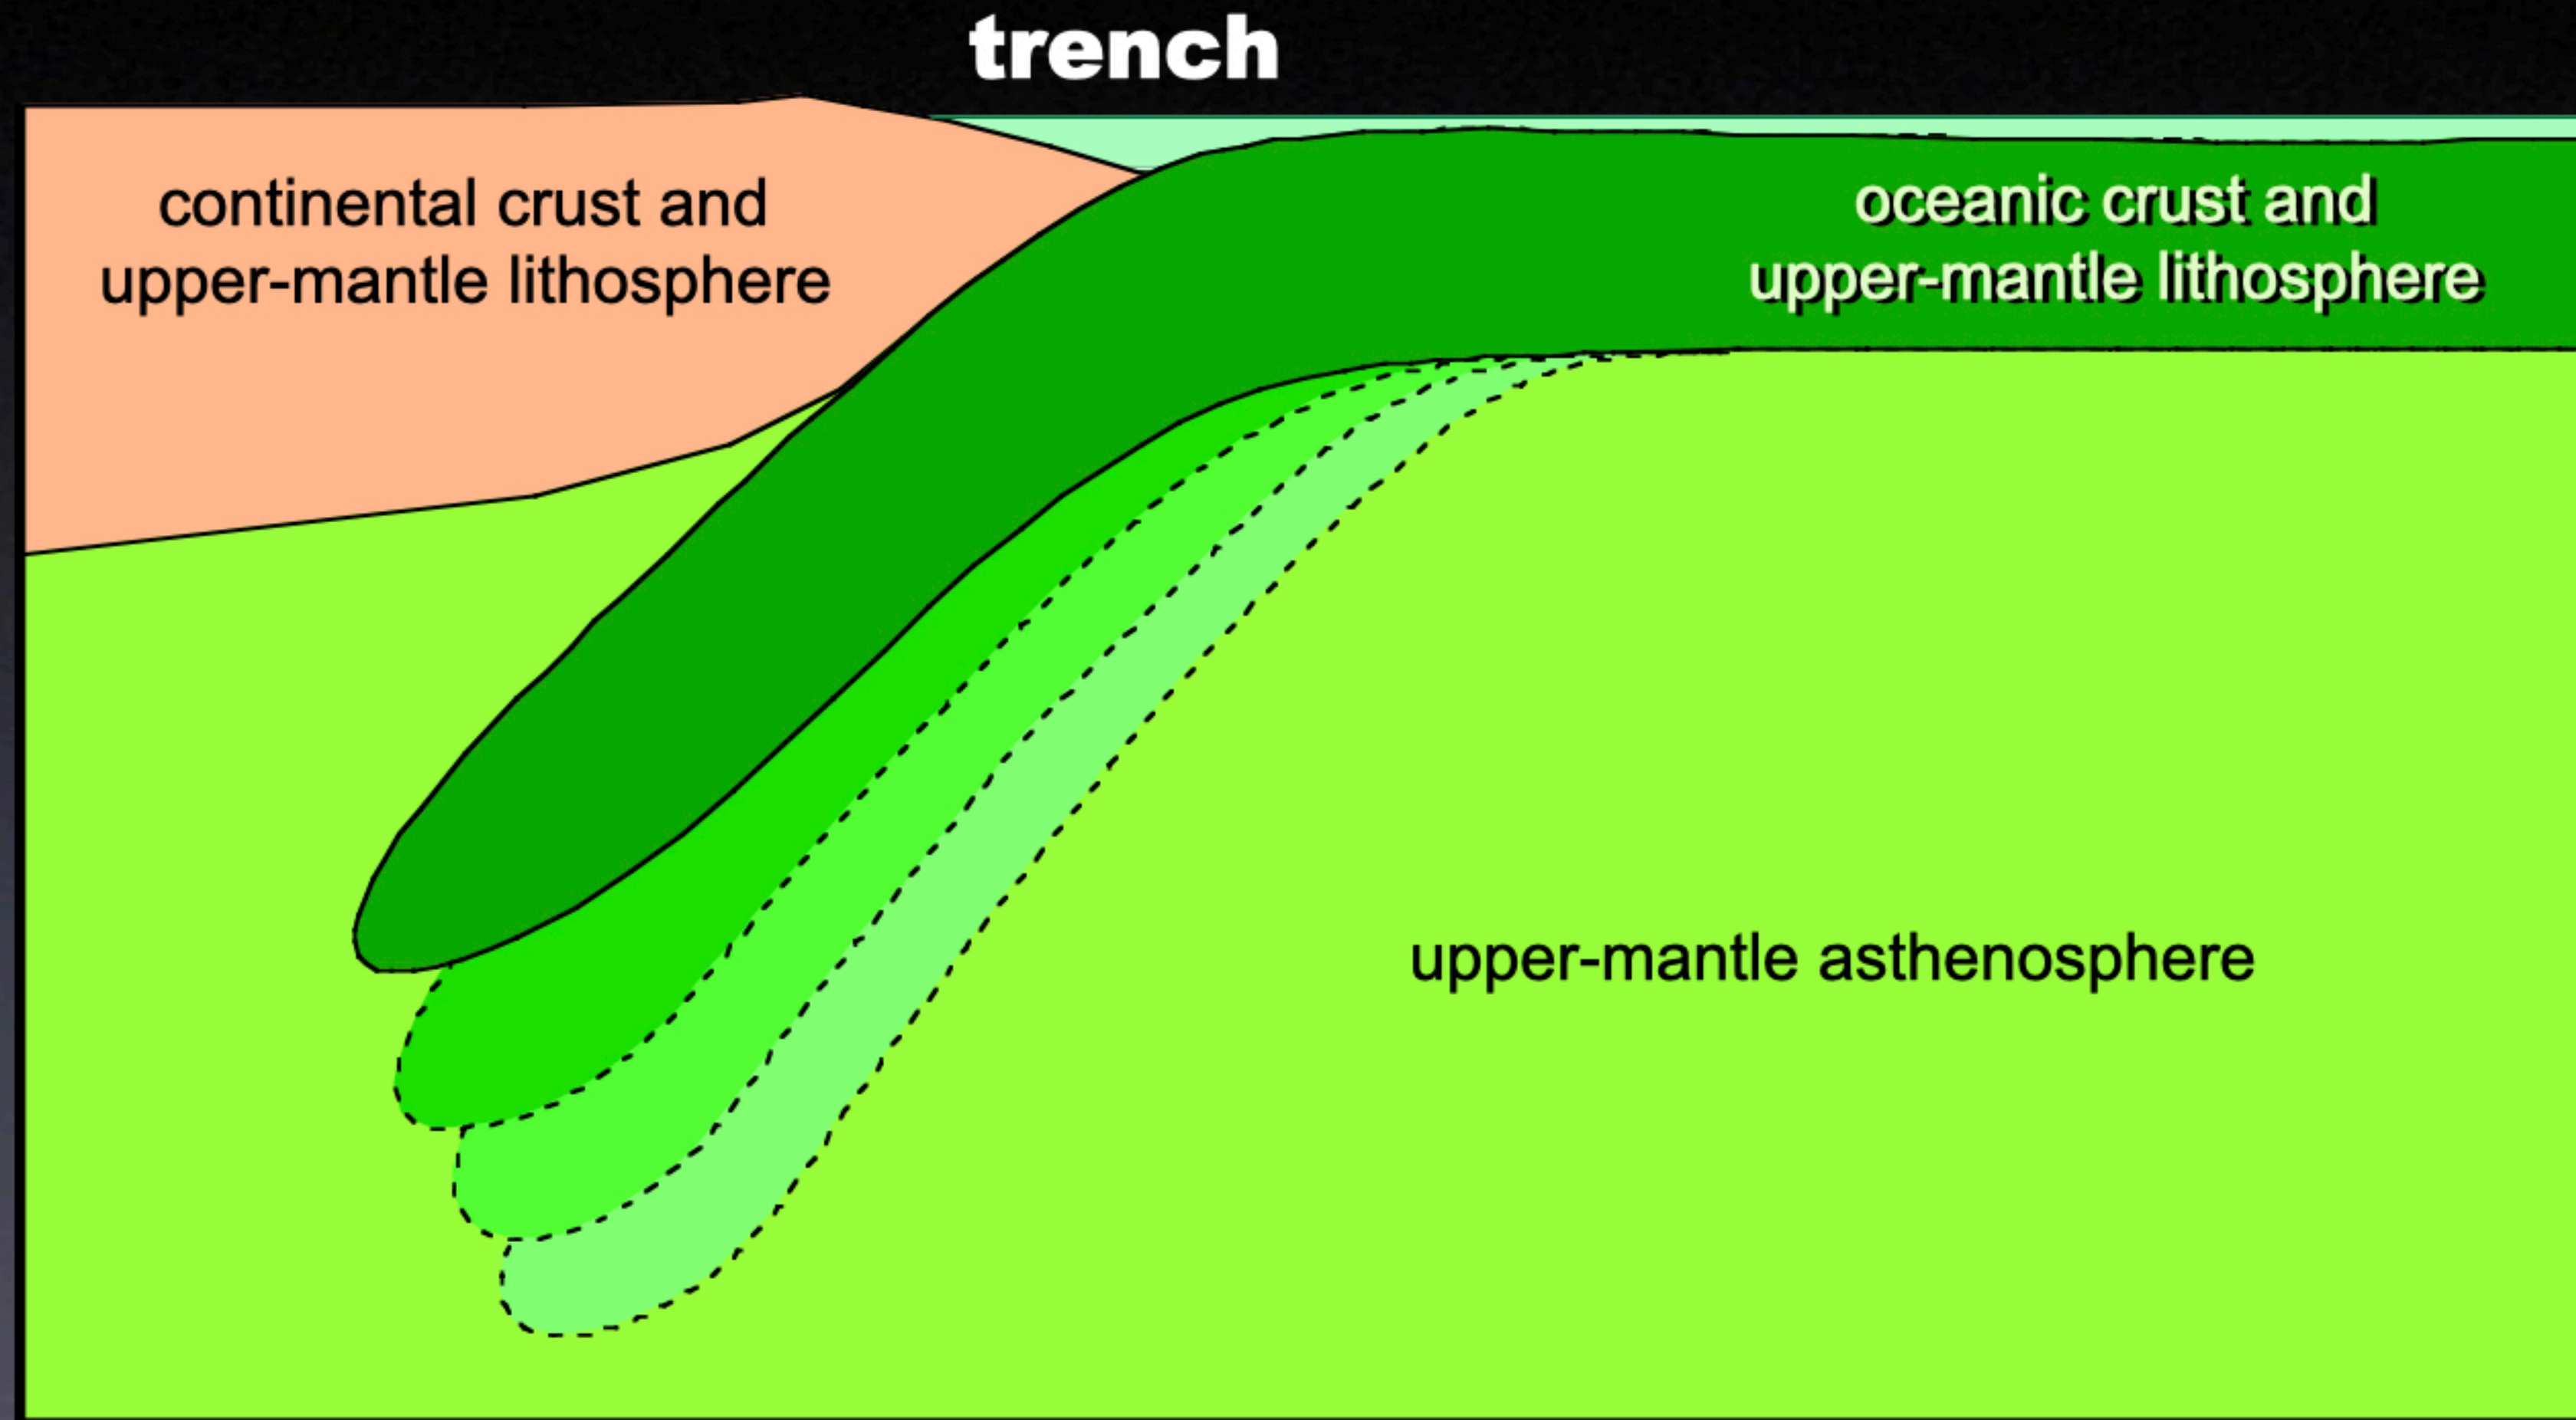 trench
continental crust and
upper-mantle lithosphere
oceanic crust and
upper-mantle lithosphere
upper-mantle asthenosphere